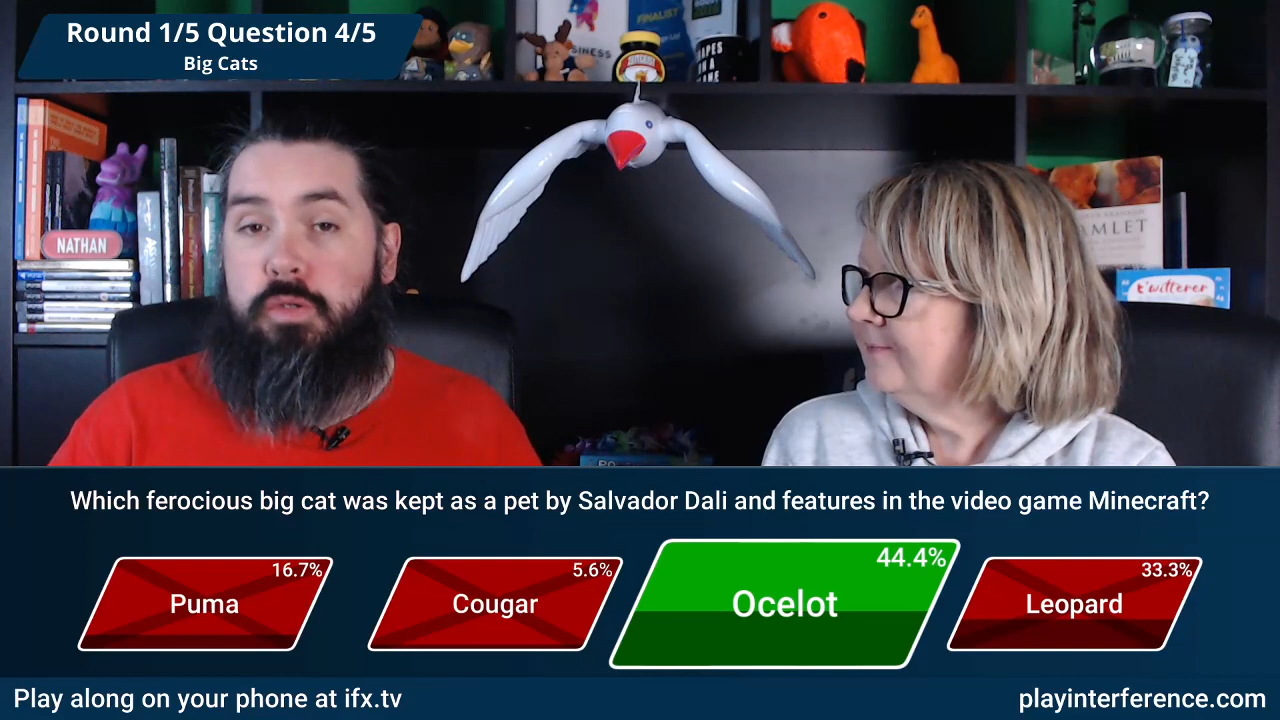 Round 1/5 Question 4/5
Big Cats
FINALIST
NATHAN
twitterer
Which ferocious big cat was kept as a pet by Salvador Dali and features in the video game Minecraft?
16.7%
Puma
5.6%
Cougar
44.4%
Ocelot
33.3%
Leopard
Play along on your phone at ifx.tv
playinterference.com